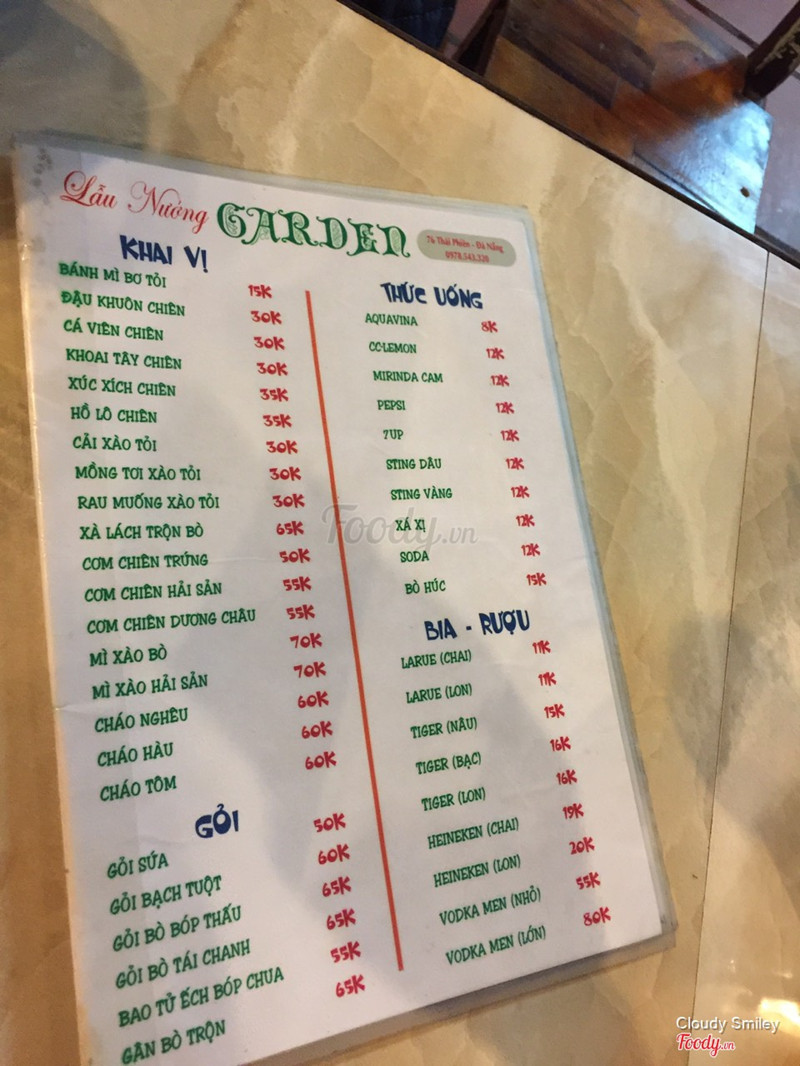 Lẩu Nướng GARDEN
76 Thái Phiên - Đà Nẵng
0978.543.320
KHAI VỊ
BÁNH MÌ BƠ TỎI 15K
ĐẬU KHUÔN CHIÊN 30K
CÁ VIÊN CHIÊN 30K
KHOAI TÂY CHIÊN 30K
XÚC XÍCH CHIÊN 35K
HỒ LÔ CHIÊN 35K
CẢI XÀO TỎI 30K
MỒNG TƠI XÀO TỎI 30K
RAU MUỐNG XÀO TỎI 30K
XÀ LÁCH TRỘN BÒ 65K
CƠM CHIÊN TRỨNG 50K
CƠM CHIÊN HẢI SẢN 55K
CƠM CHIÊN DƯƠNG CHÂU 55K
MÌ XÀO BÒ 70K
MÌ XÀO HẢI SẢN 70K
CHÁO NGHÊU 60K
CHÁO HÀU 60K
CHÁO TÔM 60K
GỎI
GỎI SỨA 50K
GỎI BẠCH TUỘT 60K
GỎI BÒ BÓP THẤU 65K
GỎI BÒ TÁI CHANH 65K
BAO TỬ ẾCH BÓP CHUA 55K
GÂN BÒ TRỘN 65K
THỨC UỐNG
AQUAVINA 8K
CC-LEMON 12K
MIRINDA CAM 12K
PEPSI 12K
7UP 12K
STING DÂU 12K
STING VÀNG 12K
XÁ XỊ 12K
SODA 12K
BÒ HÚC 15K
BIA - RƯỢU
LARUE (CHAI) 11K
LARUE (LON) 11K
TIGER (NÂU) 15K
TIGER (BẠC) 16K
TIGER (LON) 16K
HEINEKEN (CHAI) 19K
HEINEKEN (LON) 20K
VODKA MEN (NHỎ) 55K
VODKA MEN (LỚN) 80K
Foody.vn
Cloudy Smiley
Foody.vn